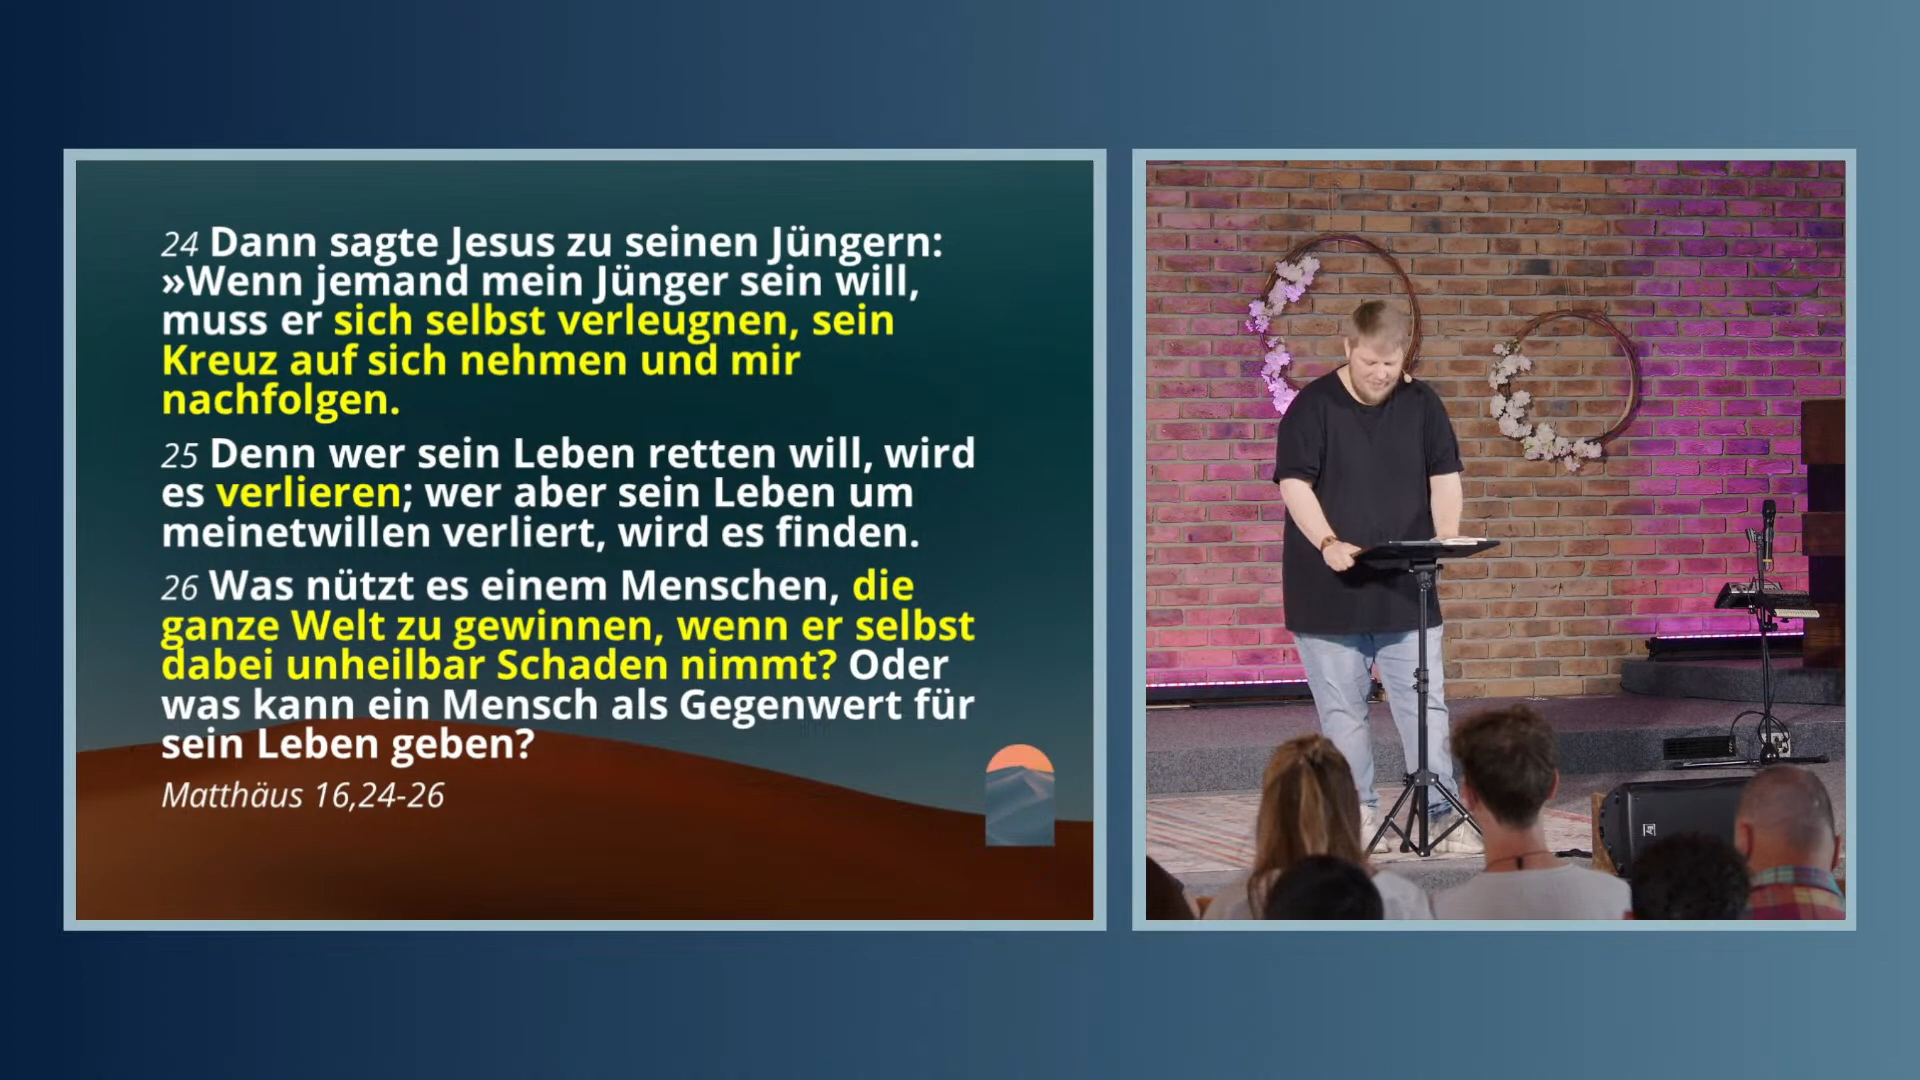 24 Dann sagte Jesus zu seinen Jüngern:
»Wenn jemand mein Jünger sein will,
muss er sich selbst verleugnen, sein
Kreuz auf sich nehmen und mir
nachfolgen.
25 Denn wer sein Leben retten will, wird
es verlieren; wer aber sein Leben um
meinetwillen verliert, wird es finden.
26 Was nützt es einem Menschen, die
ganze Welt zu gewinnen, wenn er selbst
dabei unheilbar Schaden nimmt? Oder
was kann ein Mensch als Gegenwert für
sein Leben geben?
Matthäus 16,24-26